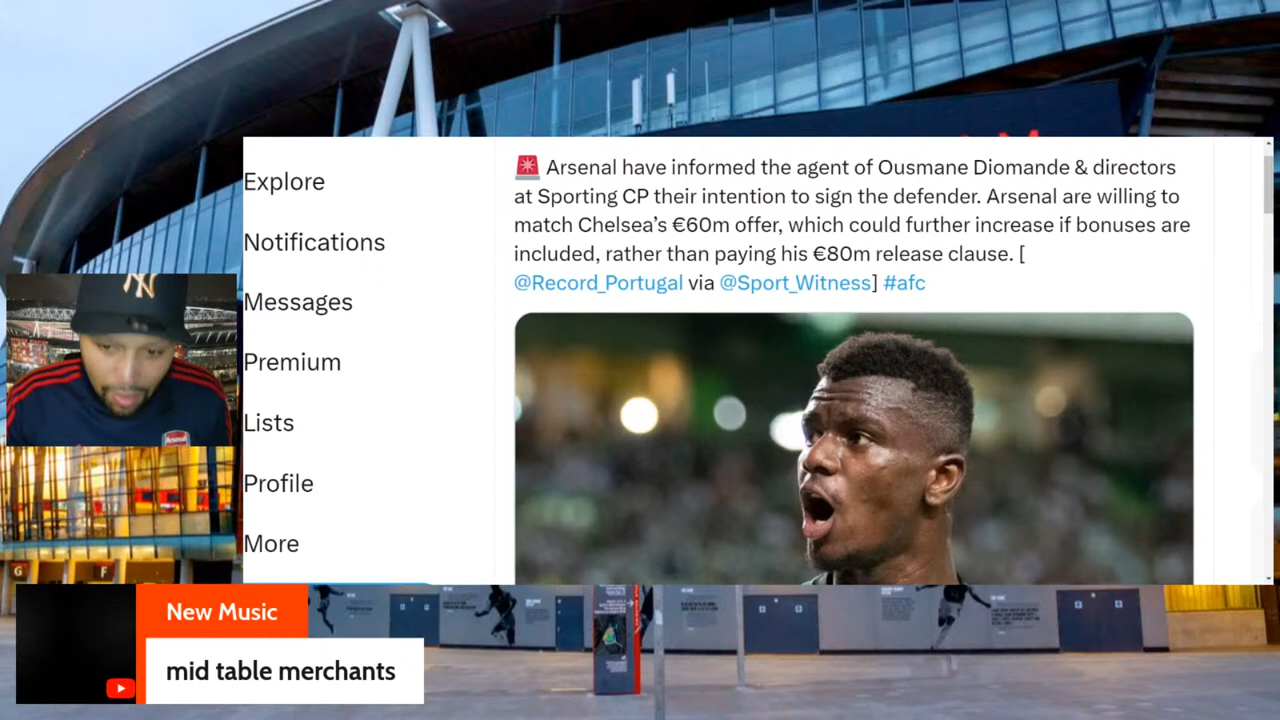 Explore
Notifications
Messages
Premium
Lists
Profile
More
🚨 Arsenal have informed the agent of Ousmane Diomande & directors
at Sporting CP their intention to sign the defender. Arsenal are willing to
match Chelsea’s €60m offer, which could further increase if bonuses are
included, rather than paying his €80m release clause. [
@Record_Portugal via @Sport_Witness] #afc
Arsenal
G
F
New Music
mid table merchants